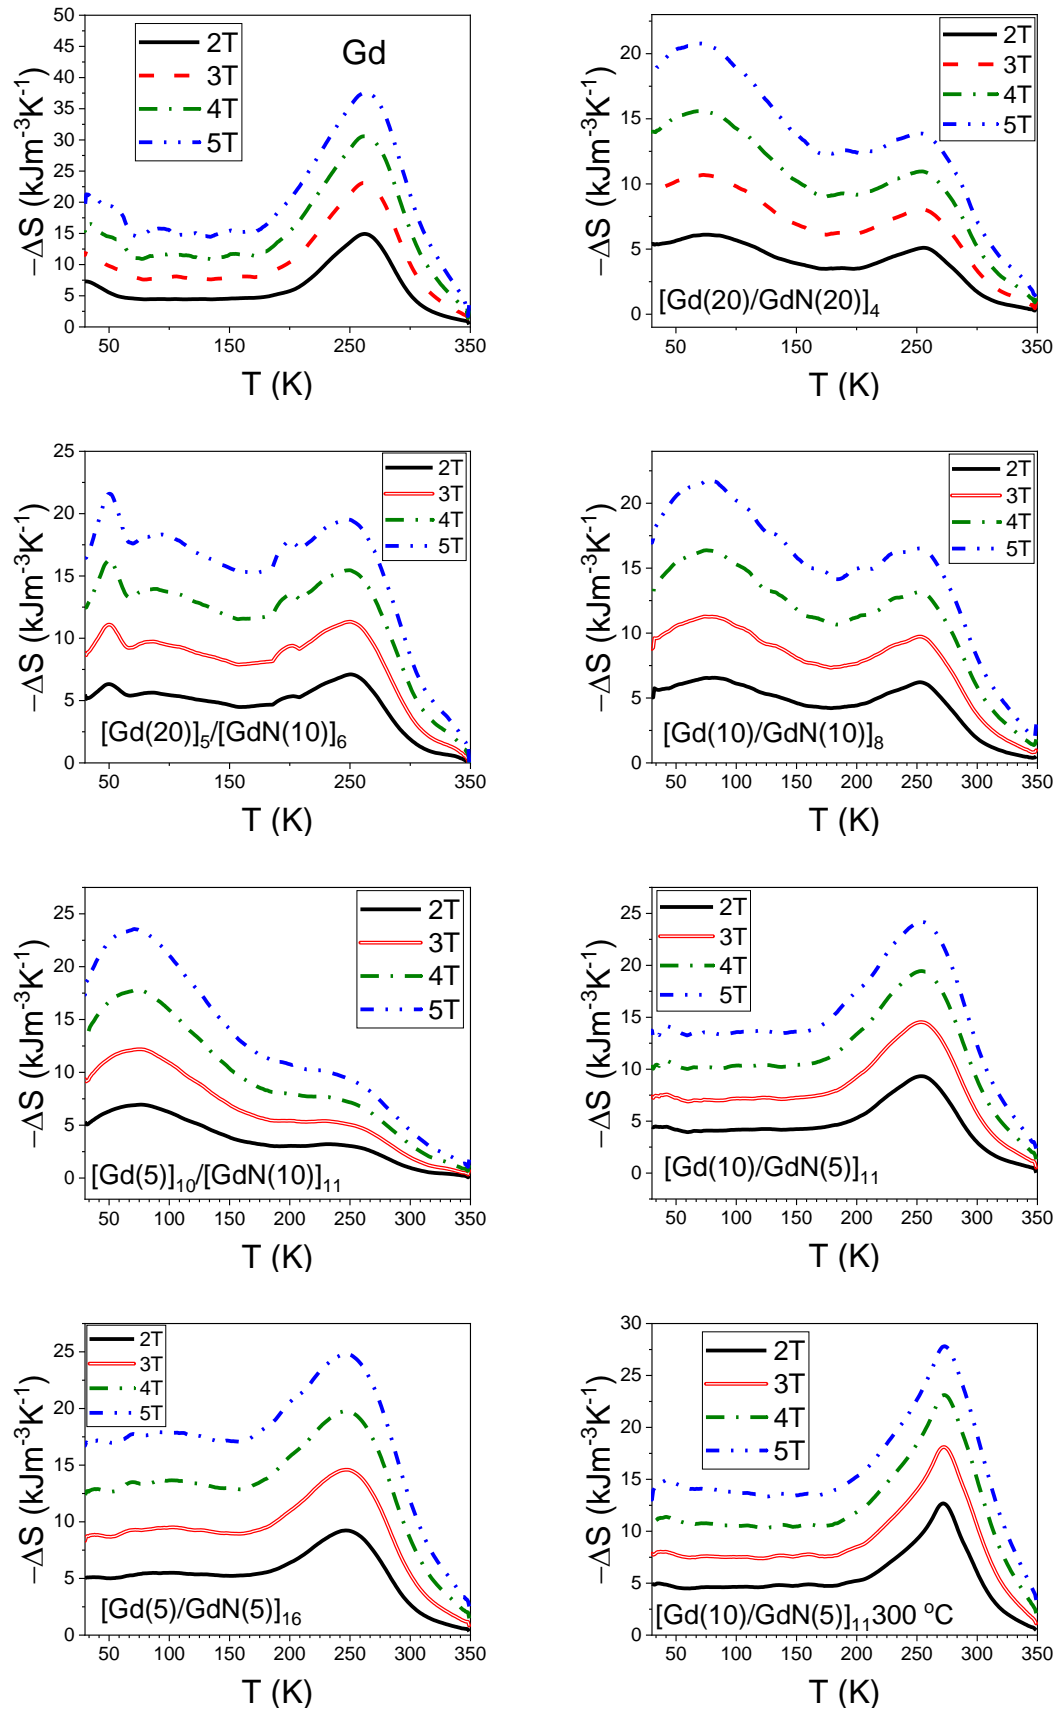 50
45
40
35
30
25
20
15
10
5
0
2T
3T
4T
5T
Gd
−ΔS (kJm⁻³K⁻¹)
50 150 250 350
T (K)
20
15
10
5
0
2T
3T
4T
5T
[Gd(20)/GdN(20)]₄
−ΔS (kJm⁻³K⁻¹)
50 150 250 350
T (K)
25
20
15
10
5
0
2T
3T
4T
5T
[Gd(20)]₅/[GdN(10)]₆
−ΔS (kJm⁻³K⁻¹)
50 150 250 350
T (K)
20
15
10
5
0
2T
3T
4T
5T
[Gd(10)/GdN(10)]₈
−ΔS (kJm⁻³K⁻¹)
50 100 150 200 250 300 350
T (K)
25
20
15
10
5
0
2T
3T
4T
5T
[Gd(5)]₁₀/[GdN(10)]₁₁
−ΔS (kJm⁻³K⁻¹)
50 100 150 200 250 300 350
T (K)
25
20
15
10
5
0
2T
3T
4T
5T
[Gd(10)/GdN(5)]₁₁
−ΔS (kJm⁻³K⁻¹)
50 100 150 200 250 300 350
T (K)
25
20
15
10
5
0
2T
3T
4T
5T
[Gd(5)/GdN(5)]₁₆
−ΔS (kJm⁻³K⁻¹)
50 100 150 200 250 300 350
T (K)
30
25
20
15
10
5
0
2T
3T
4T
5T
[Gd(10)/GdN(5)]₁₁300 °C
−ΔS (kJm⁻³K⁻¹)
50 100 150 200 250 300 350
T (K)